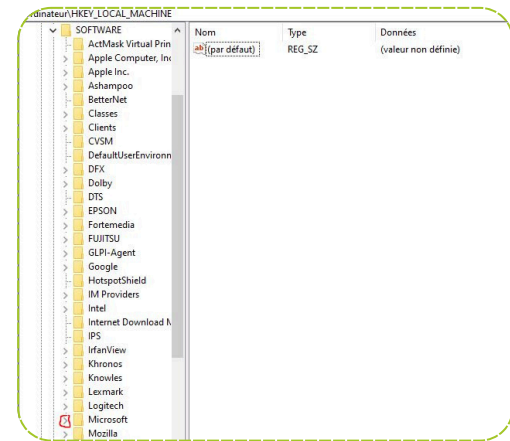 rdinateur\HKEY_LOCAL_MACHINE
SOFTWARE
ActMask Virtual Prin
Apple Computer, Inc
Apple Inc.
Ashampoo
BetterNet
Classes
Clients
CVSM
DefaultUserEnvironn
DFX
Dolby
DTS
EPSON
Fortemedia
FUJITSU
GLPI-Agent
Google
HotspotShield
IM Providers
Intel
Internet Download M
IPS
IrfanView
Khronos
Knowles
Lexmark
Logitech
Microsoft
Mozilla
Nom Type Données
ab (par défaut) REG_SZ (valeur non définie)